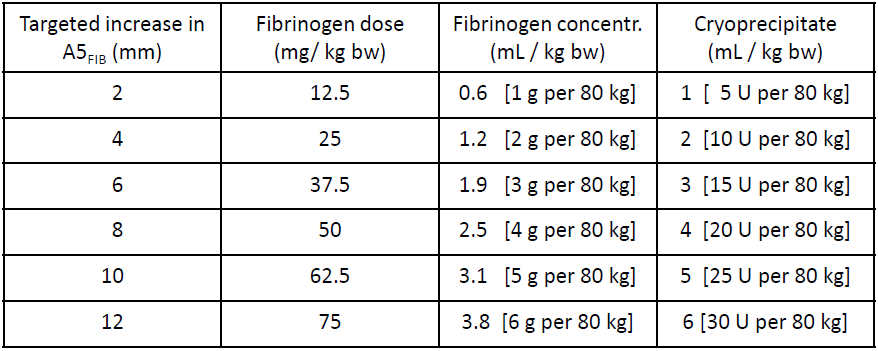 Targeted increase in A5FIB (mm) Fibrinogen dose (mg/ kg bw) Fibrinogen concentr. (mL / kg bw) Cryoprecipitate (mL / kg bw)
2 12.5 0.6 [1 g per 80 kg] 1 [ 5 U per 80 kg]
4 25 1.2 [2 g per 80 kg] 2 [10 U per 80 kg]
6 37.5 1.9 [3 g per 80 kg] 3 [15 U per 80 kg]
8 50 2.5 [4 g per 80 kg] 4 [20 U per 80 kg]
10 62.5 3.1 [5 g per 80 kg] 5 [25 U per 80 kg]
12 75 3.8 [6 g per 80 kg] 6 [30 U per 80 kg]